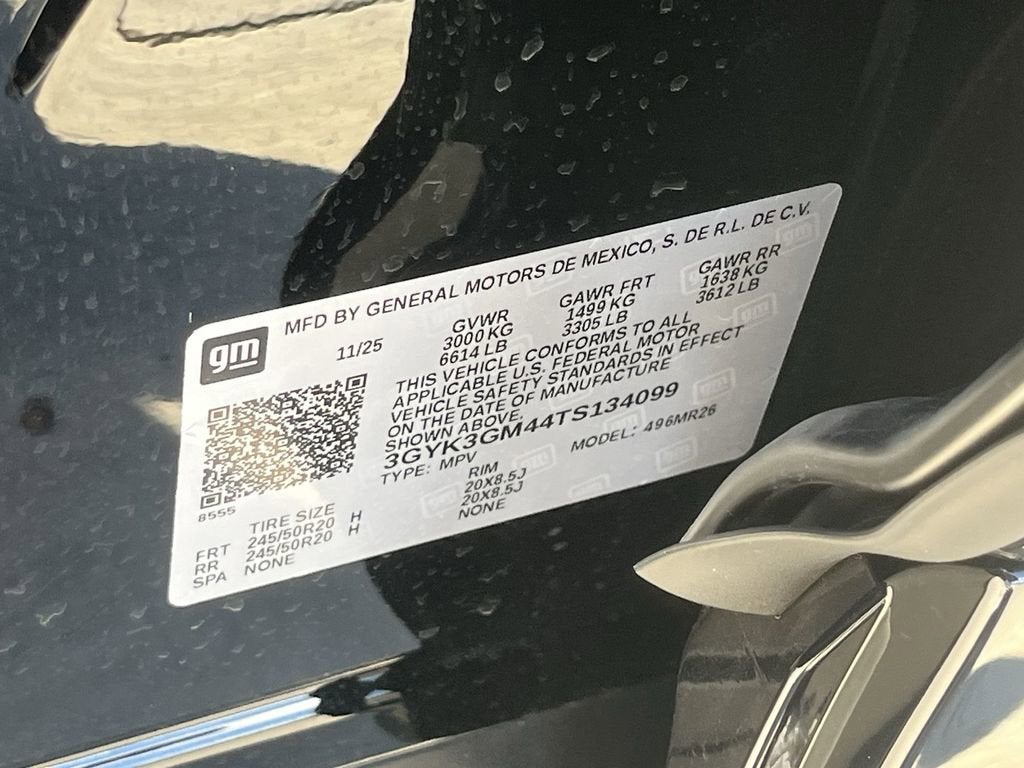 MFD BY GENERAL MOTORS DE MEXICO, S. DE R.L. DE C.V.
gm
11/25
GVWR GAWR FRT GAWR RR
3000 KG 1499 KG 1638 KG
6614 LB 3305 LB 3612 LB
THIS VEHICLE CONFORMS TO ALL
APPLICABLE U.S. FEDERAL MOTOR
VEHICLE SAFETY STANDARDS IN EFFECT
ON THE DATE OF MANUFACTURE
SHOWN ABOVE.
3GYK3GM44TS134099
TYPE: MPV MODEL: 496MR26
8555
TIRE SIZE RIM
FRT 245/50R20 H 20X8.5J
RR 245/50R20 H 20X8.5J
SPA NONE NONE